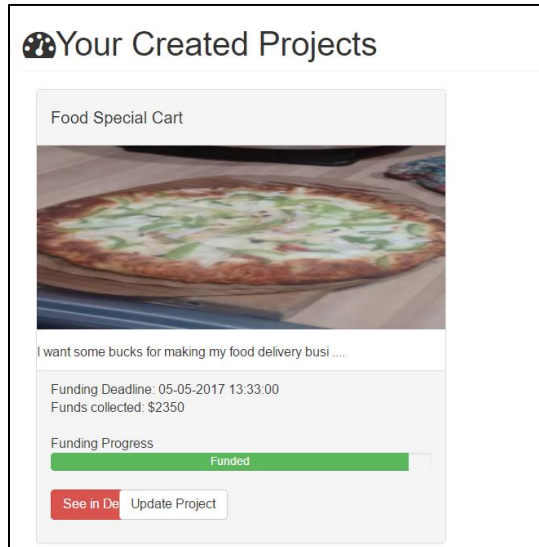 Your Created Projects
Food Special Cart
I want some bucks for making my food delivery busi ....
Funding Deadline: 05-05-2017 13:33:00
Funds collected: $2350
Funding Progress
Funded
See in De Update Project